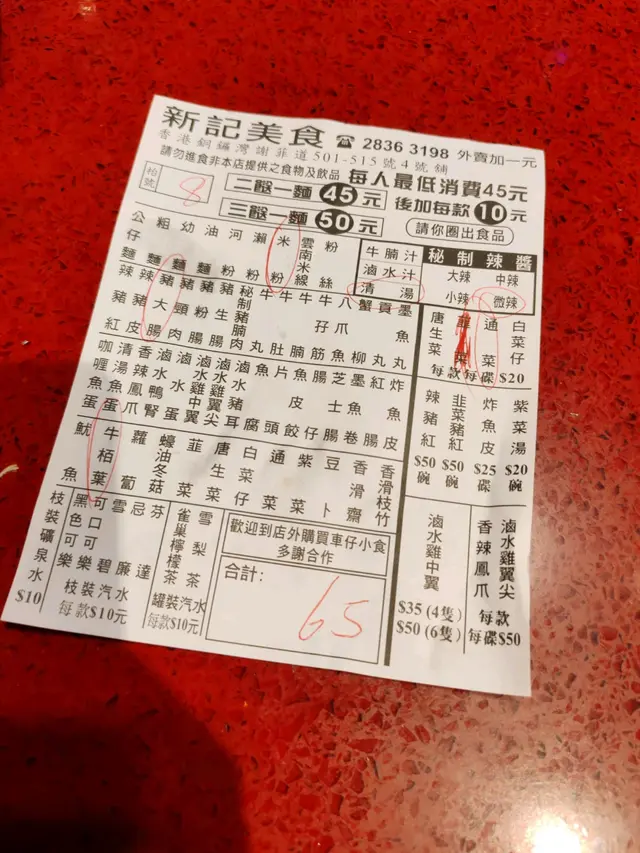 新記美食 ☎ 2836 3198 外賣加一元
香港銅鑼灣謝菲道501-515號4號舖
請勿進食非本店提供之食物及飲品 每人最低消費45元
枱號 8
二餸一麵 45元 後加每款 10 元
三餸一麵 50元 請你圈出食品
公仔麵
粗麵
幼麵
油麵
河粉
瀨粉
米粉
雲南米線
粉絲
牛腩汁
滷水汁
清湯
秘制辣醬
大辣 中辣
小辣 微辣
辣豬紅
辣豬皮
豬大腸
豬頸肉
豬粉腸
豬生腸
秘制豬腩肉
牛丸
牛肚
牛腩
牛孖筋
八爪魚
蟹柳
貢丸
墨魚丸
咖喱魚蛋
清湯魚蛋
香辣鳳爪
滷水鴨腎
滷水蛋
滷水雞中翼
滷水雞翼尖
滷水豬耳
魚腐
片頭
魚皮餃
腸仔
芝士腸
墨魚卷
紅腸
炸魚皮
魷魚
牛栢葉
蘿蔔
蠔油冬菇
韮菜
唐生菜
白菜仔
通菜
紫菜
豆卜
香滑齋
香滑枝竹
唐生菜
韮菜
通菜
白菜仔
每款每碟$20
辣豬紅 $50碗
韭菜豬紅 $50碗
炸魚皮 $25碟
紫菜湯 $20碗
滷水雞中翼
$35 (4隻)
$50 (6隻)
香辣鳳爪
滷水雞翼尖
每款每碟$50
枝裝礦泉水 $10
黑色可樂
可口可樂
雪碧
忌廉
芬達
枝裝汽水
每款$10元
雀巢檸檬茶
雪梨茶
罐裝汽水
每款$10元
歡迎到店外購買車仔小食
多謝合作
合計:
65